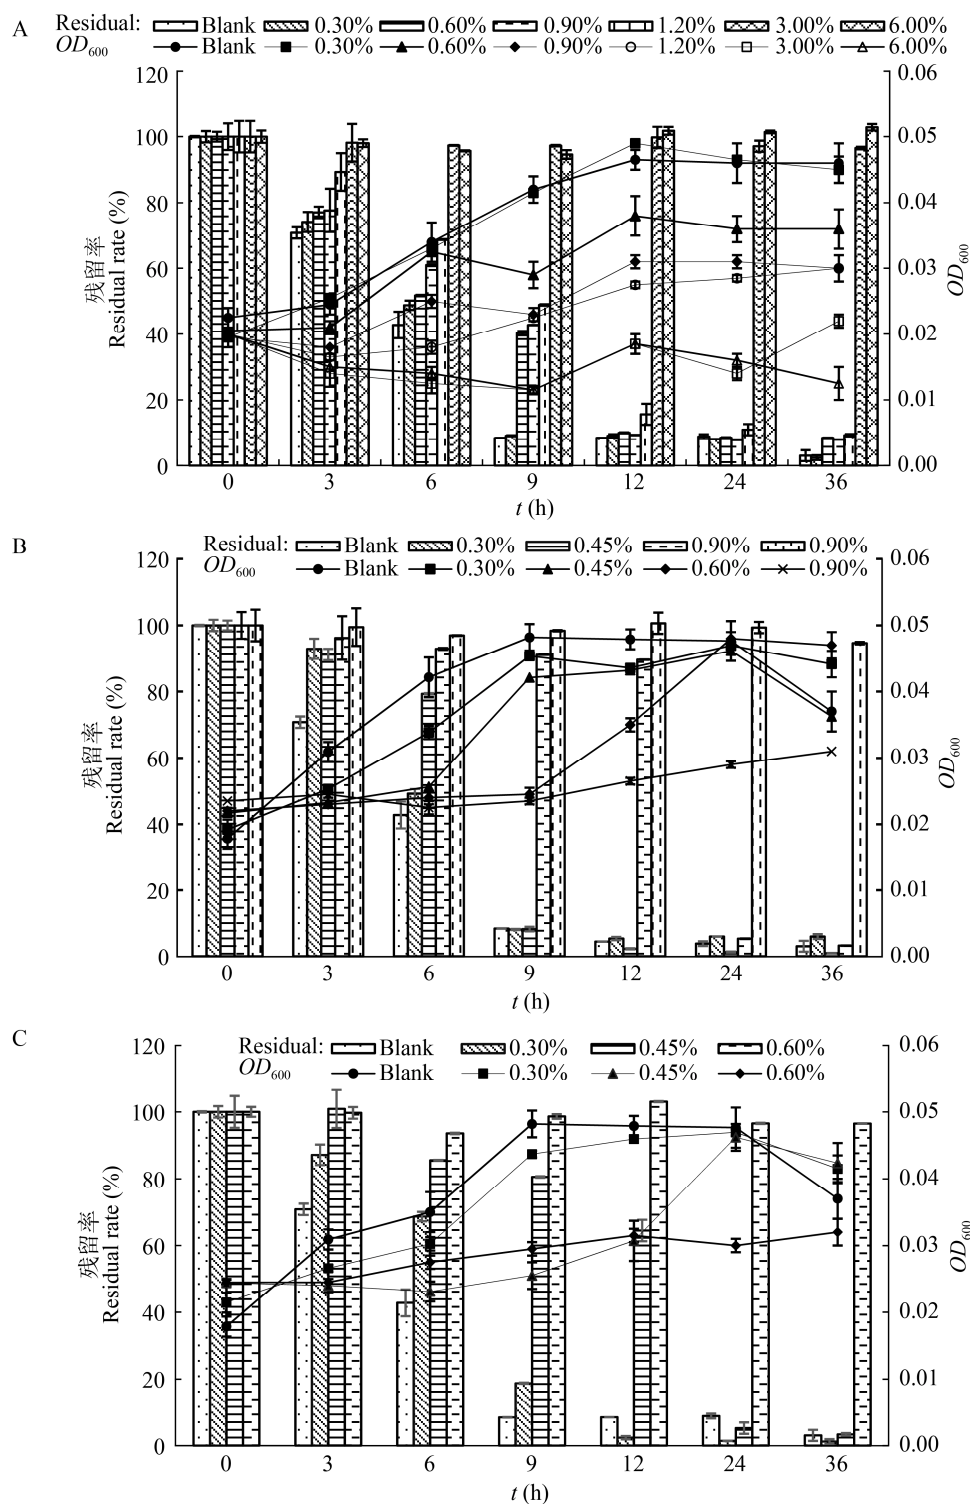 A
Residual: Blank 0.30% 0.60% 0.90% 1.20% 3.00% 6.00%
OD600 Blank 0.30% 0.60% 0.90% 1.20% 3.00% 6.00%
120 0.06
100 0.05
80 0.04
60 0.03
40 0.02
20 0.01
0 0.00
残留率
Residual rate (%)
OD600
0 3 6 9 12 24 36
t (h)
B
Residual: Blank 0.30% 0.45% 0.90% 0.90%
OD600 Blank 0.30% 0.45% 0.60% 0.90%
120 0.06
100 0.05
80 0.04
60 0.03
40 0.02
20 0.01
0 0.00
残留率
Residual rate (%)
OD600
0 3 6 9 12 24 36
t (h)
C
Residual: Blank 0.30% 0.45% 0.60%
OD600 Blank 0.30% 0.45% 0.60%
120 0.06
100 0.05
80 0.04
60 0.03
40 0.02
20 0.01
0 0.00
残留率
Residual rate (%)
OD600
0 3 6 9 12 24 36
t (h)